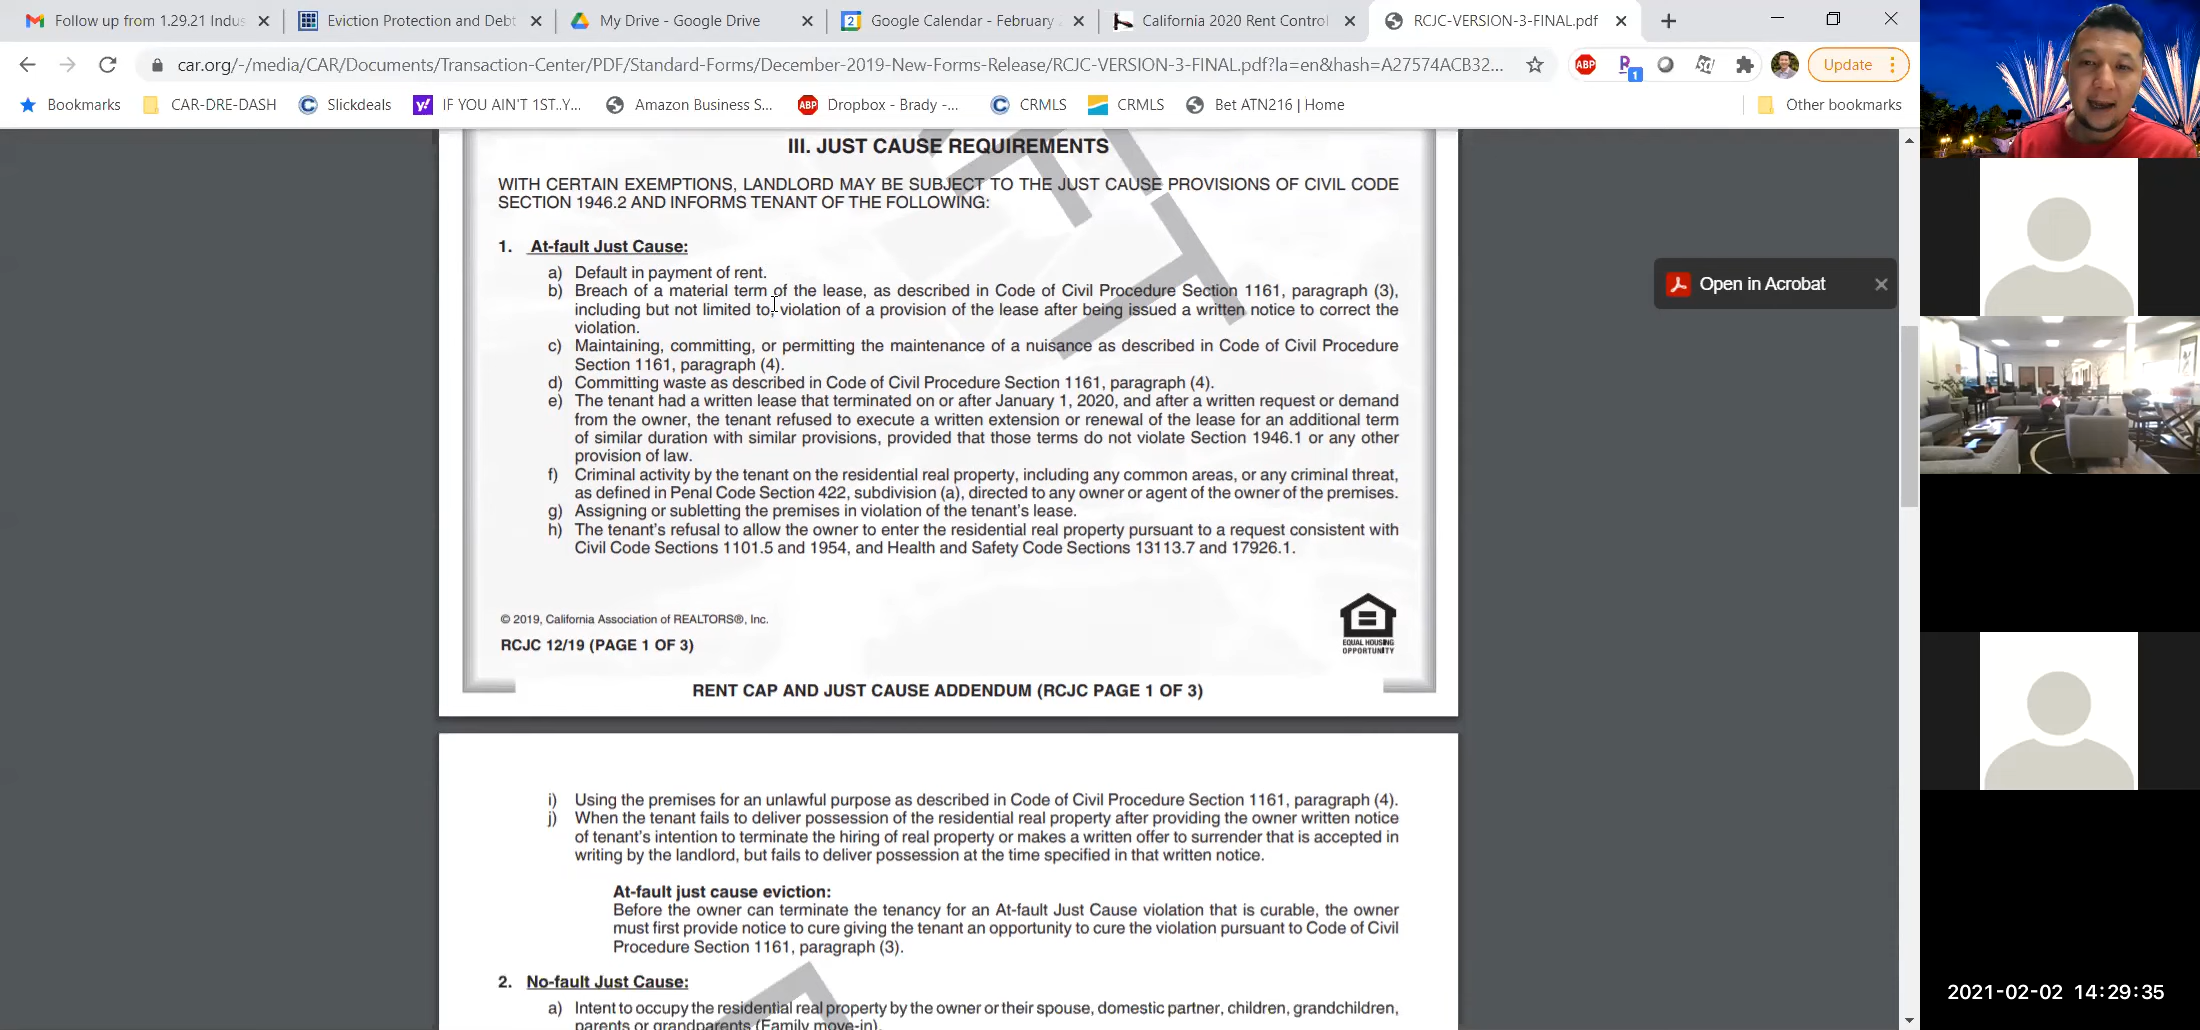 Follow up from 1.29.21 Indus
Eviction Protection and Debt
My Drive - Google Drive
2
Google Calendar - February
California 2020 Rent Control
RCJC-VERSION-3-FINAL.pdf
car.org/-/media/CAR/Documents/Transaction-Center/PDF/Standard-Forms/December-2019-New-Forms-Release/RCJC-VERSION-3-FINAL.pdf?la=en&hash=A27574ACB32...
ABP
R
1
Update
Bookmarks
CAR-DRE-DASH
Slickdeals
y!
IF YOU AIN'T 1ST..Y...
Amazon Business S...
ABP
Dropbox - Brady -...
CRMLS
CRMLS
Bet ATN216 | Home
Other bookmarks
III. JUST CAUSE REQUIREMENTS
WITH CERTAIN EXEMPTIONS, LANDLORD MAY BE SUBJECT TO THE JUST CAUSE PROVISIONS OF CIVIL CODE
SECTION 1946.2 AND INFORMS TENANT OF THE FOLLOWING:
1. At-fault Just Cause:
a) Default in payment of rent.
b) Breach of a material term of the lease, as described in Code of Civil Procedure Section 1161, paragraph (3),
including but not limited to, violation of a provision of the lease after being issued a written notice to correct the
violation.
c) Maintaining, committing, or permitting the maintenance of a nuisance as described in Code of Civil Procedure
Section 1161, paragraph (4).
d) Committing waste as described in Code of Civil Procedure Section 1161, paragraph (4).
e) The tenant had a written lease that terminated on or after January 1, 2020, and after a written request or demand
from the owner, the tenant refused to execute a written extension or renewal of the lease for an additional term
of similar duration with similar provisions, provided that those terms do not violate Section 1946.1 or any other
provision of law.
f) Criminal activity by the tenant on the residential real property, including any common areas, or any criminal threat,
as defined in Penal Code Section 422, subdivision (a), directed to any owner or agent of the owner of the premises.
g) Assigning or subletting the premises in violation of the tenant's lease.
h) The tenant's refusal to allow the owner to enter the residential real property pursuant to a request consistent with
Civil Code Sections 1101.5 and 1954, and Health and Safety Code Sections 13113.7 and 17926.1.
© 2019, California Association of REALTORS®, Inc.
RCJC 12/19 (PAGE 1 OF 3)
EQUAL HOUSING
OPPORTUNITY
RENT CAP AND JUST CAUSE ADDENDUM (RCJC PAGE 1 OF 3)
Open in Acrobat
i) Using the premises for an unlawful purpose as described in Code of Civil Procedure Section 1161, paragraph (4).
j) When the tenant fails to deliver possession of the residential real property after providing the owner written notice
of tenant's intention to terminate the hiring of real property or makes a written offer to surrender that is accepted in
writing by the landlord, but fails to deliver possession at the time specified in that written notice.
At-fault just cause eviction:
Before the owner can terminate the tenancy for an At-fault Just Cause violation that is curable, the owner
must first provide notice to cure giving the tenant an opportunity to cure the violation pursuant to Code of Civil
Procedure Section 1161, paragraph (3).
2. No-fault Just Cause:
a) Intent to occupy the residential real property by the owner or their spouse, domestic partner, children, grandchildren,
parents or grandparents (Family move-in).
2021-02-02 14:29:35